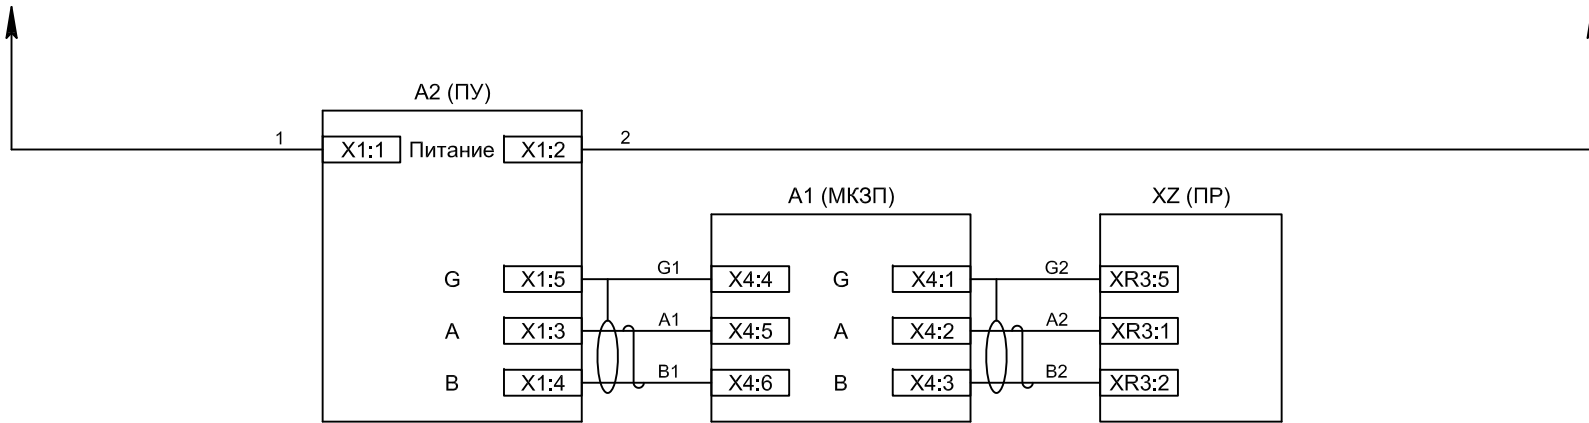 A2 (ПУ)
1 X1:1 Питание X1:2 2
A1 (МКЗП) XZ (ПР)
G X1:5 G1 X4:4 G X4:1 G2 XR3:5
A X1:3 A1 X4:5 A X4:2 A2 XR3:1
B X1:4 B1 X4:6 B X4:3 B2 XR3:2